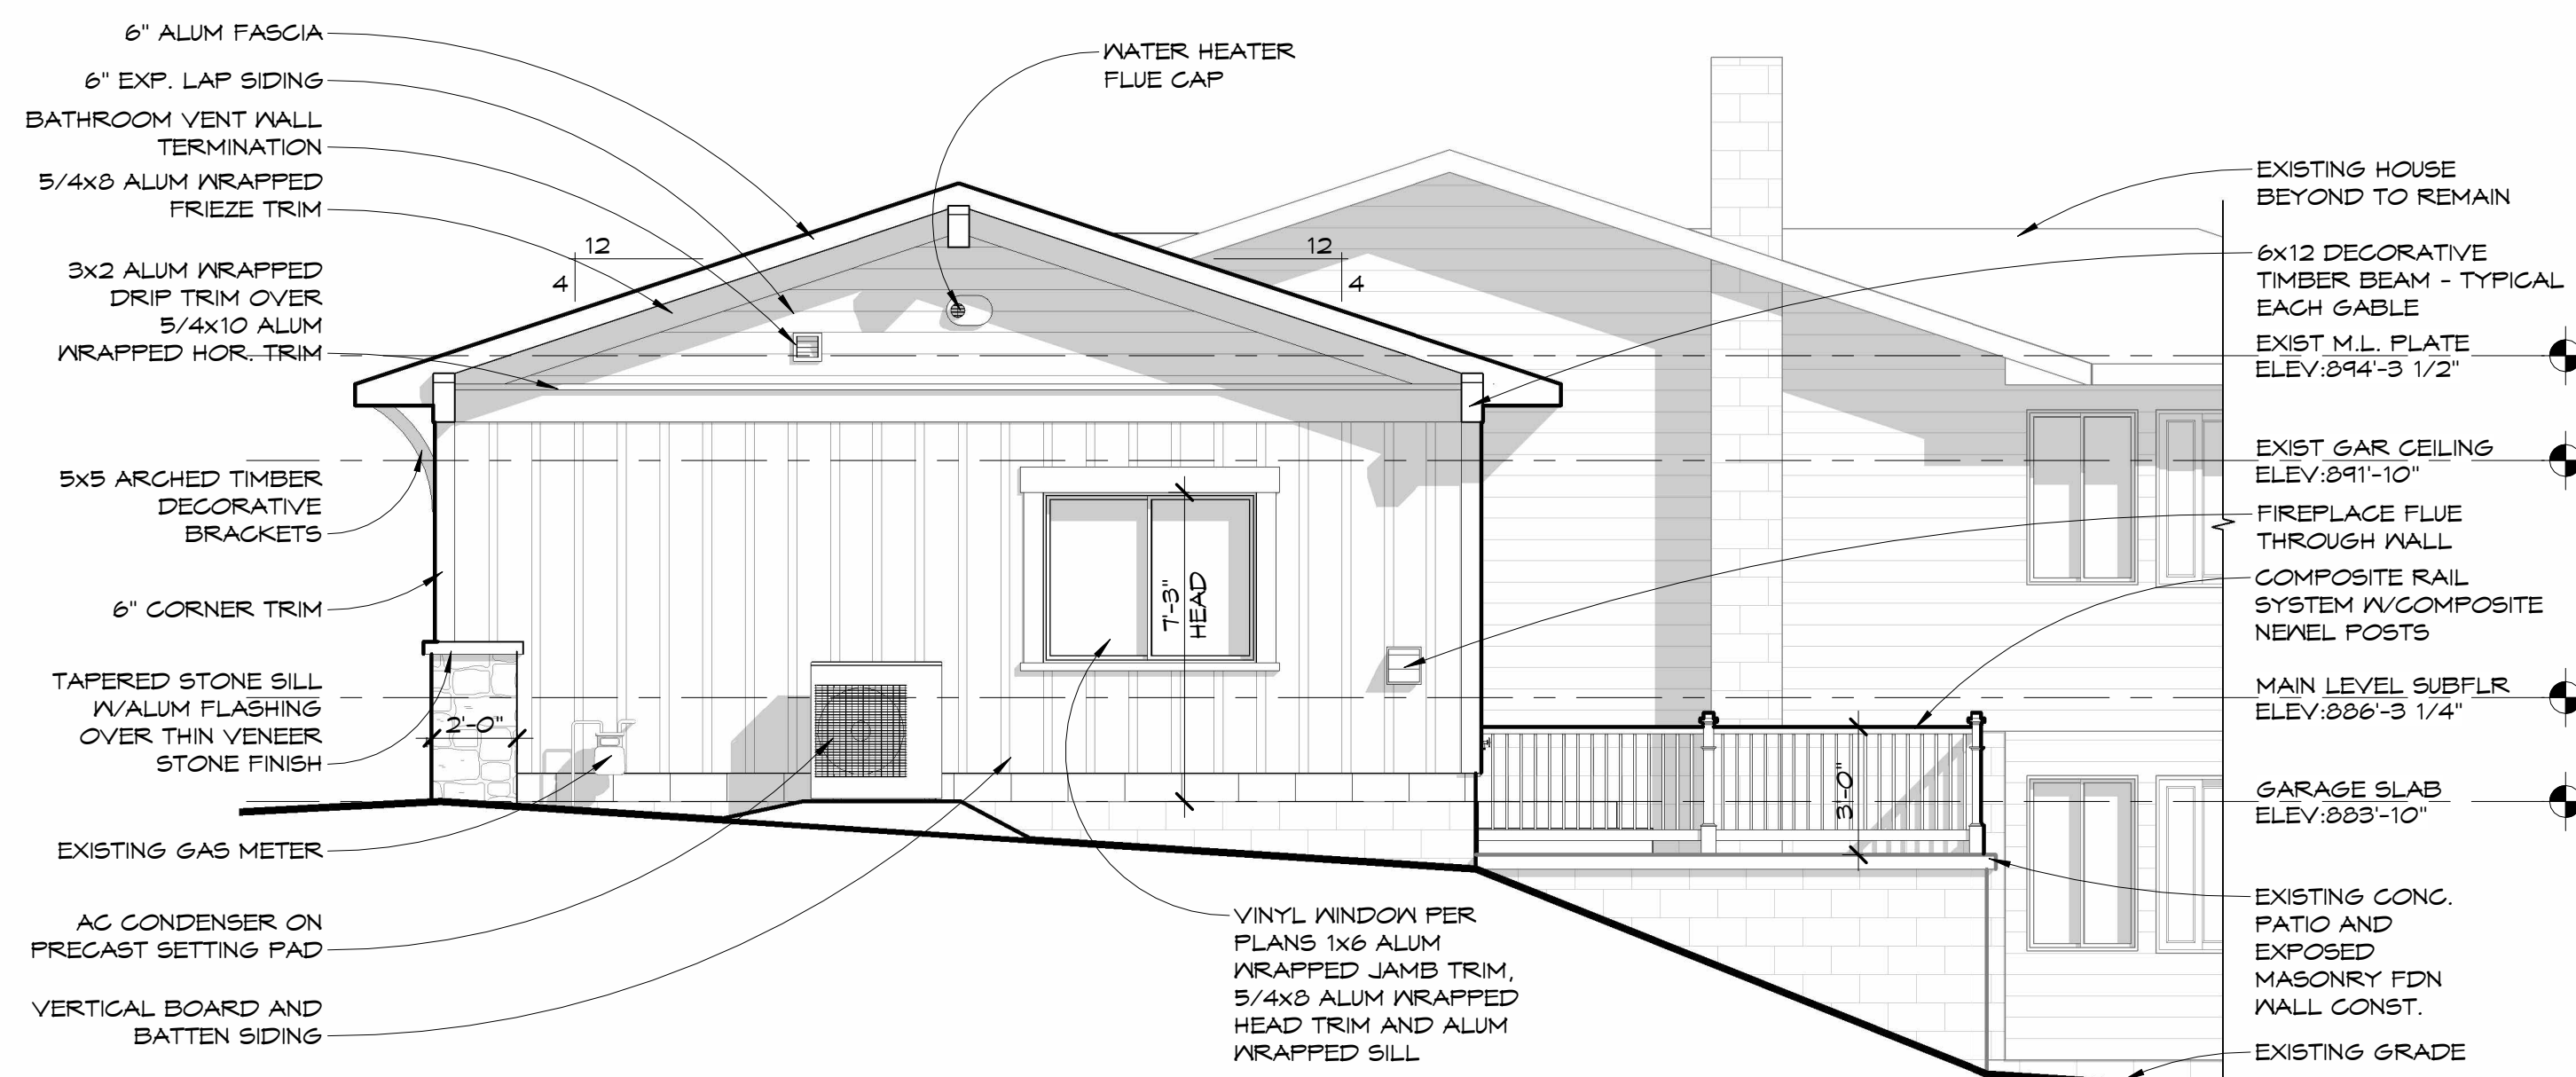 6" ALUM FASCIA
6" EXP. LAP SIDING
BATHROOM VENT WALL
TERMINATION
5/4x8 ALUM WRAPPED
FRIEZE TRIM
3x2 ALUM WRAPPED
DRIP TRIM OVER
5/4x10 ALUM
WRAPPED HOR. TRIM
5x5 ARCHED TIMBER
DECORATIVE
BRACKETS
6" CORNER TRIM
TAPERED STONE SILL
W/ALUM FLASHING
OVER THIN VENEER
STONE FINISH
EXISTING GAS METER
AC CONDENSER ON
PRECAST SETTING PAD
VERTICAL BOARD AND
BATTEN SIDING
WATER HEATER
FLUE CAP
12
4
12
4
7'-3"
HEAD
2'-0"
3'-0"
VINYL WINDOW PER
PLANS 1x6 ALUM
WRAPPED JAMB TRIM,
5/4x8 ALUM WRAPPED
HEAD TRIM AND ALUM
WRAPPED SILL
EXISTING HOUSE
BEYOND TO REMAIN
6x12 DECORATIVE
TIMBER BEAM - TYPICAL
EACH GABLE
EXIST M.L. PLATE
ELEV:894'-3 1/2"
EXIST GAR CEILING
ELEV:891'-10"
FIREPLACE FLUE
THROUGH WALL
COMPOSITE RAIL
SYSTEM W/COMPOSITE
NEWEL POSTS
MAIN LEVEL SUBFLR
ELEV:886'-3 1/4"
GARAGE SLAB
ELEV:883'-10"
EXISTING CONC.
PATIO AND
EXPOSED
MASONRY FDN
WALL CONST.
EXISTING GRADE